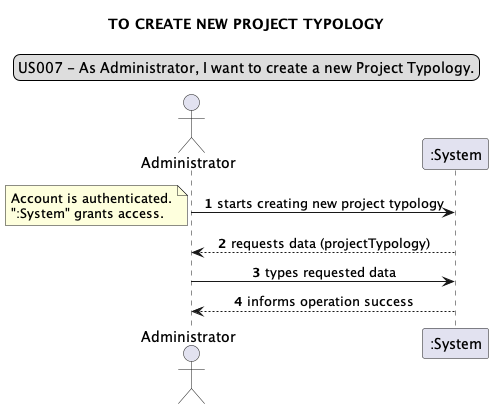 TO CREATE NEW PROJECT TYPOLOGY
US007 - As Administrator, I want to create a new Project Typology.
Administrator
:System
Account is authenticated.
":System" grants access.
1 starts creating new project typology
2 requests data (projectTypology)
3 types requested data
4 informs operation success
Administrator
:System